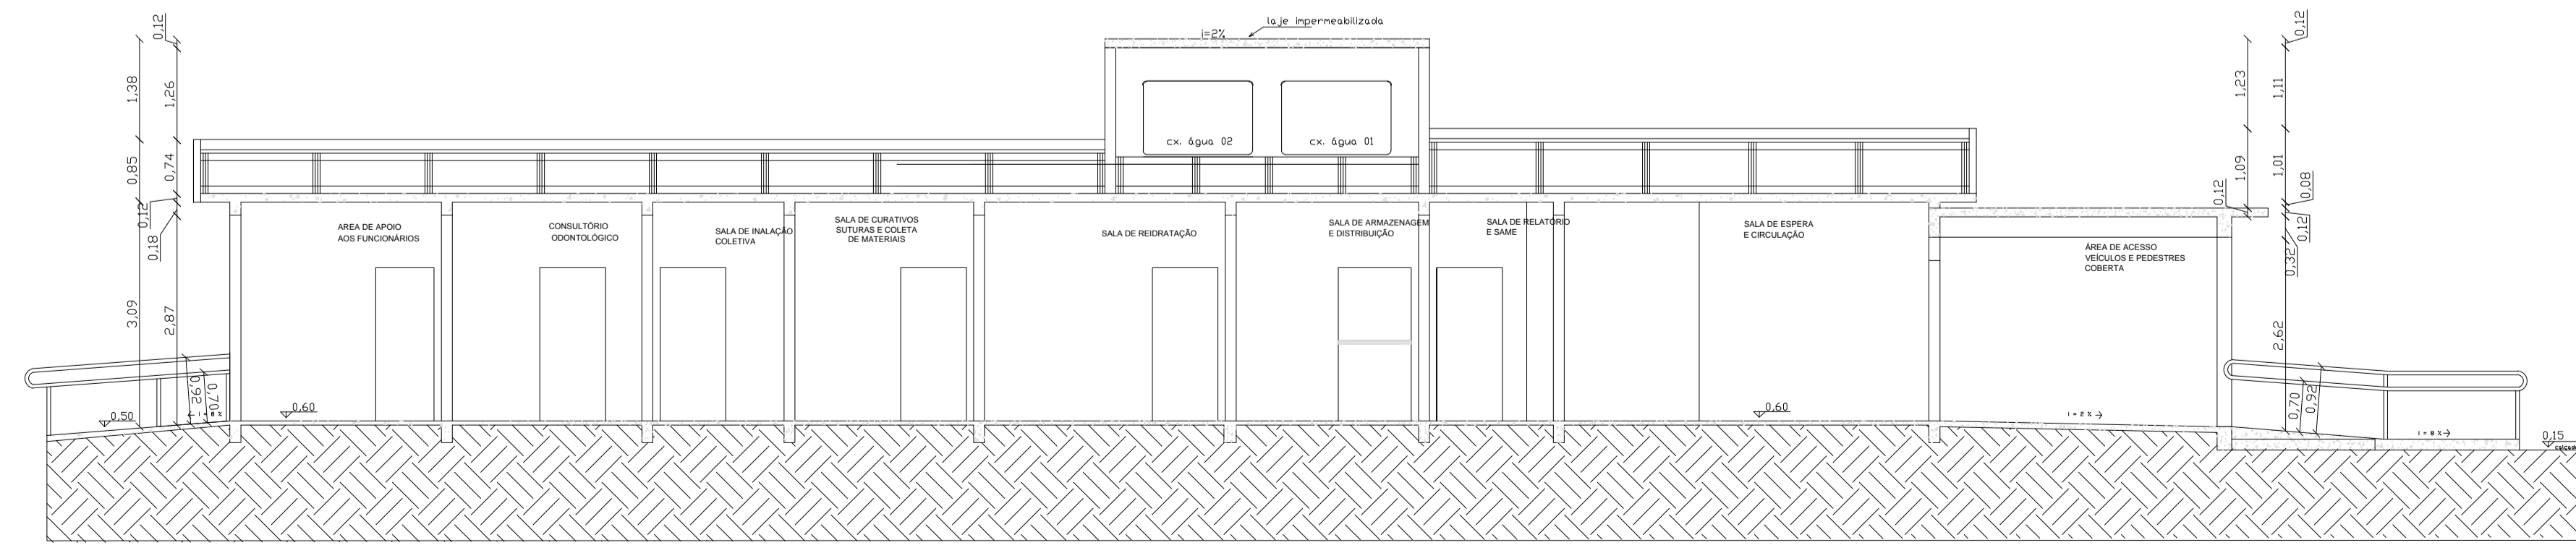 laje impermeabilizada
i=2%
cx. água 02
cx. água 01
0,12
1,38
1,26
0,85
0,74
0,12
0,18
3,09
2,87
0,92
0,70
i = 8 %
0,50
0,60
AREA DE APOIO
AOS FUNCIONÁRIOS
CONSULTÓRIO
ODONTOLÓGICO
SALA DE INALAÇÃO
COLETIVA
SALA DE CURATIVOS
SUTURAS E COLETA
DE MATERIAIS
SALA DE REIDRATAÇÃO
SALA DE ARMAZENAGEM
E DISTRIBUIÇÃO
SALA DE RELATÓRIO
E SAME
SALA DE ESPERA
E CIRCULAÇÃO
0,60
ÁREA DE ACESSO
VEÍCULOS E PEDESTRES
COBERTA
i = 2 %
0,12
1,23
1,11
1,09
1,01
0,08
0,12
0,12
0,32
2,62
0,70
0,92
i = 8 %
0,15